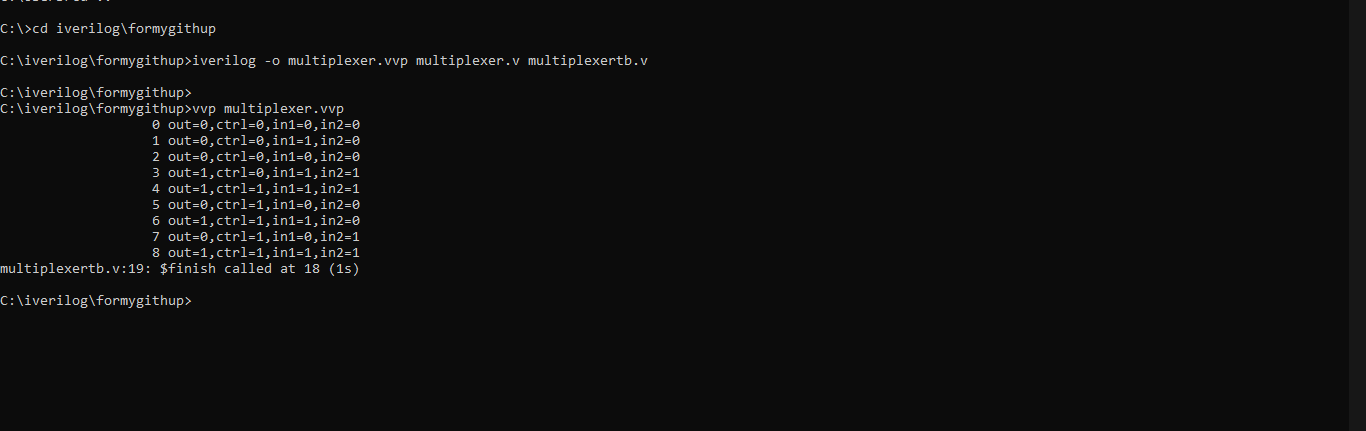 C:\>cd iverilog\formygithup
C:\iverilog\formygithup>iverilog -o multiplexer.vvp multiplexer.v multiplexertb.v
C:\iverilog\formygithup>
C:\iverilog\formygithup>vvp multiplexer.vvp
0 out=0,ctrl=0,in1=0,in2=0
1 out=0,ctrl=0,in1=1,in2=0
2 out=0,ctrl=0,in1=0,in2=0
3 out=1,ctrl=0,in1=1,in2=1
4 out=1,ctrl=1,in1=1,in2=1
5 out=0,ctrl=1,in1=0,in2=0
6 out=1,ctrl=1,in1=1,in2=0
7 out=0,ctrl=1,in1=0,in2=1
8 out=1,ctrl=1,in1=1,in2=1
multiplexertb.v:19: $finish called at 18 (1s)
C:\iverilog\formygithup>